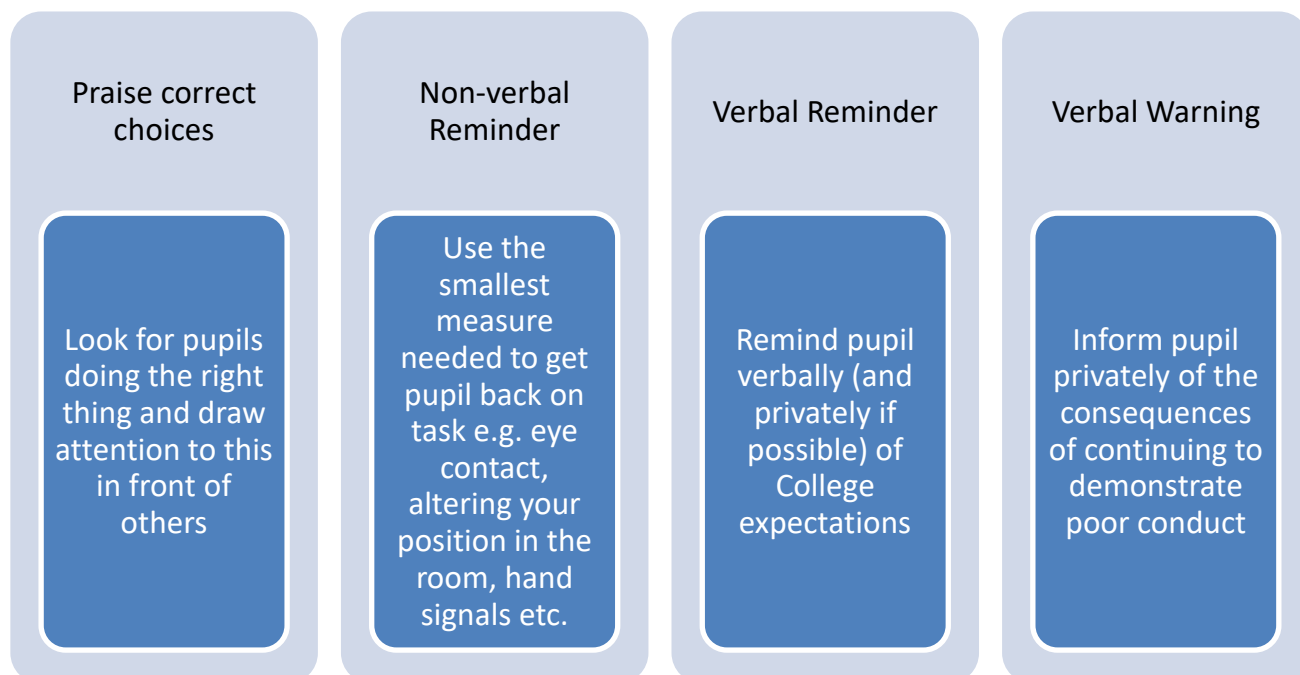 Praise correct
choices
Look for pupils
doing the right
thing and draw
attention to this
in front of
others
Non-verbal
Reminder
Use the
smallest
measure
needed to get
pupil back on
task e.g. eye
contact,
altering your
position in the
room, hand
signals etc.
Verbal Reminder
Remind pupil
verbally (and
privately if
possible) of
College
expectations
Verbal Warning
Inform pupil
privately of the
consequences
of continuing to
demonstrate
poor conduct